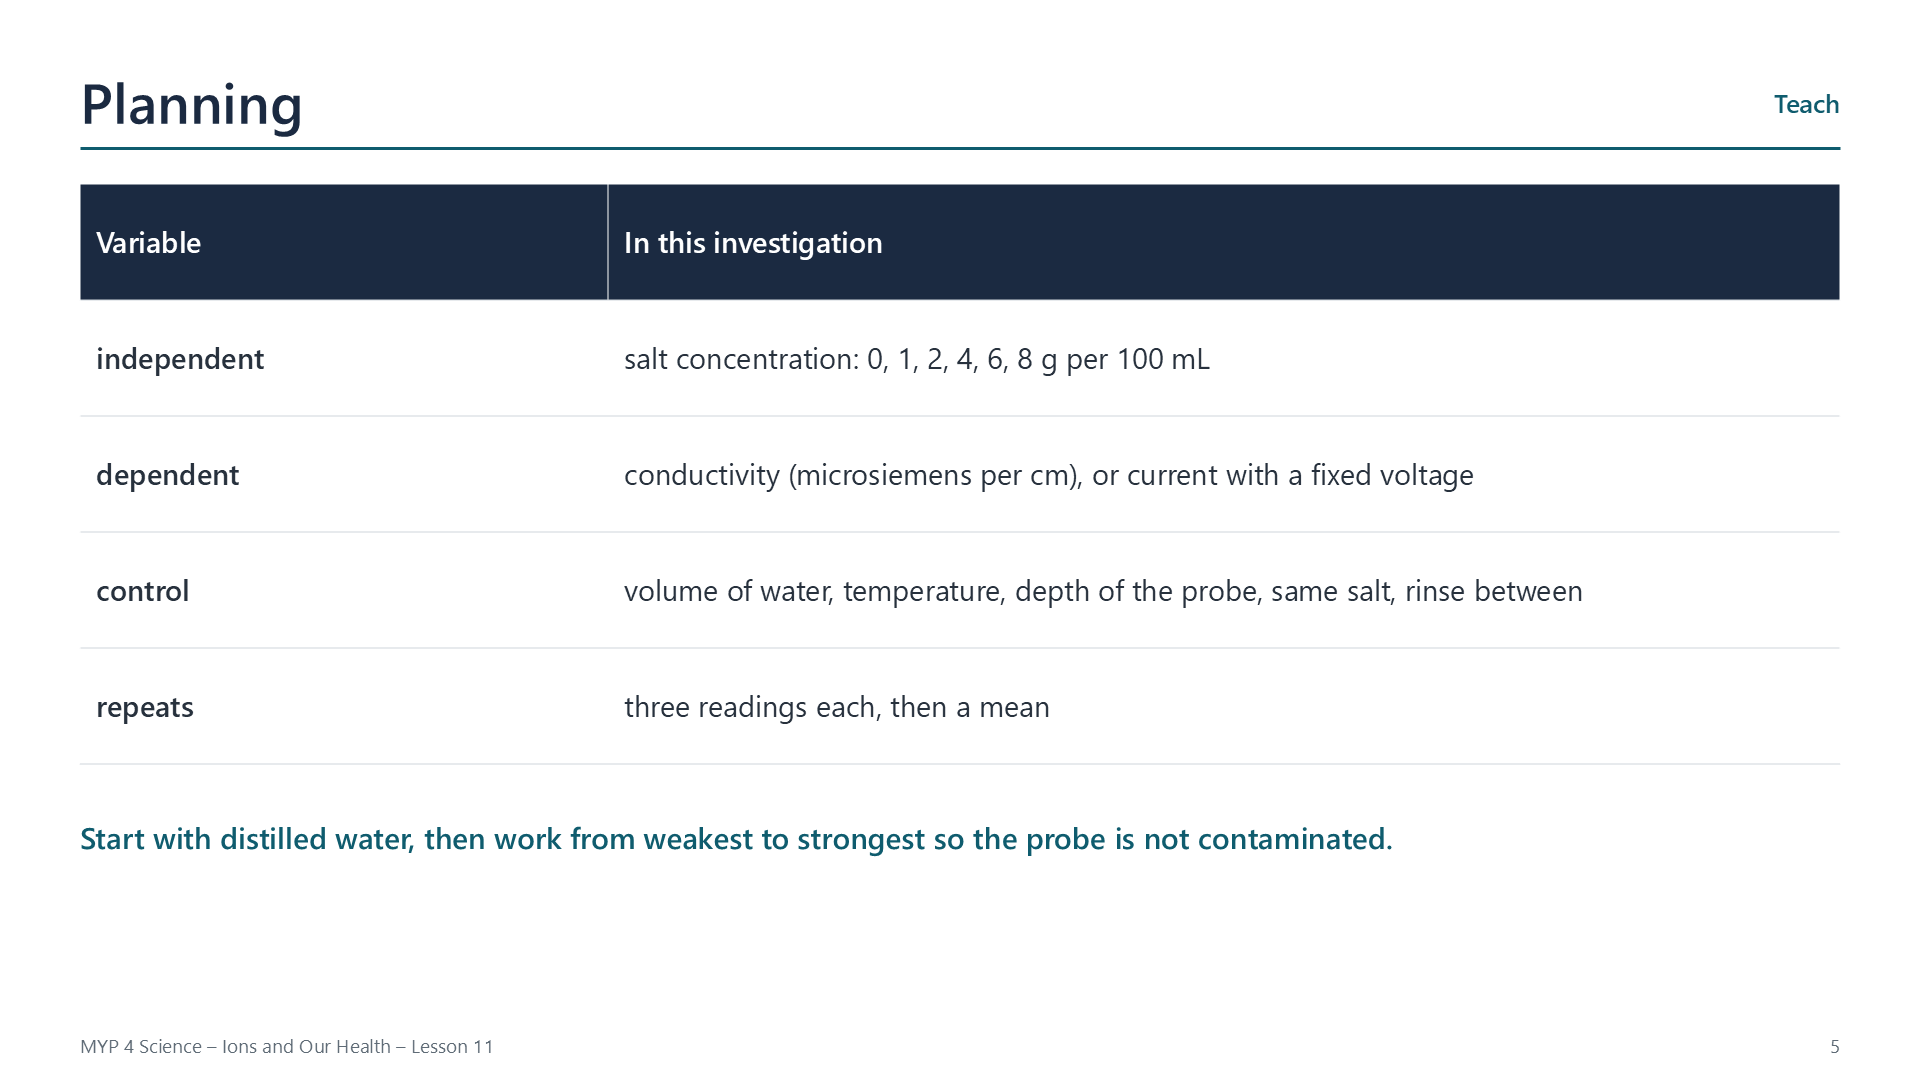 Planning
Teach
Variable
In this investigation
independent
salt concentration: 0, 1, 2, 4, 6, 8 g per 100 mL
dependent
conductivity (microsiemens per cm), or current with a fixed voltage
control
volume of water, temperature, depth of the probe, same salt, rinse between
repeats
three readings each, then a mean
Start with distilled water, then work from weakest to strongest so the probe is not contaminated.
MYP 4 Science – Ions and Our Health – Lesson 11
5